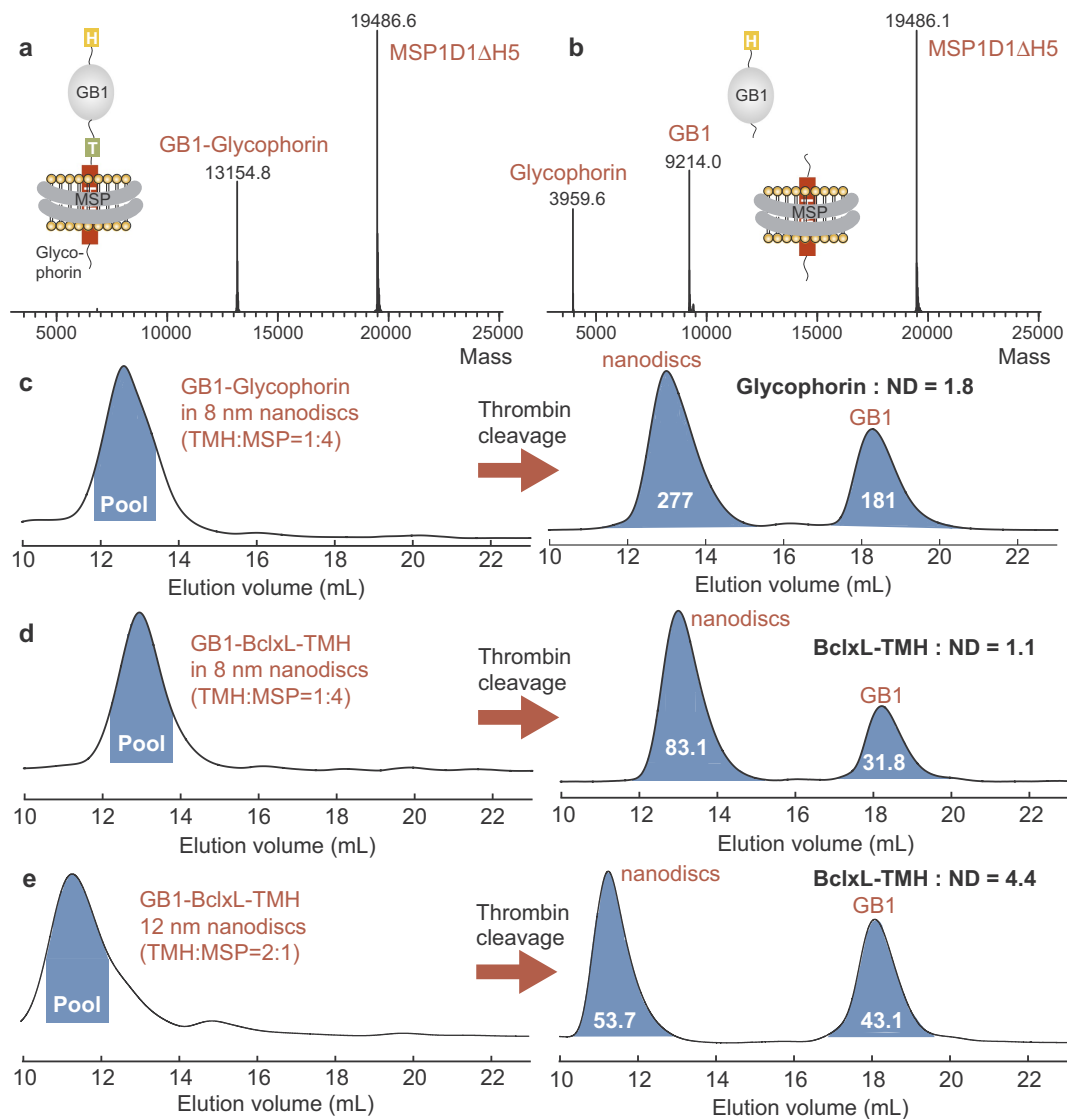 a
H
GB1
T
MSP
Glyco-
phorin
GB1-Glycophorin
13154.8
19486.6
MSP1D1ΔH5
5000 10000 15000 20000 25000
Mass
b
H
GB1
MSP
Glycophorin
3959.6
GB1
9214.0
19486.1
MSP1D1ΔH5
5000 10000 15000 20000 25000
Mass
c
GB1-Glycophorin
in 8 nm nanodiscs
(TMH:MSP=1:4)
Pool
10 12 14 16 18 20 22
Elution volume (mL)
Thrombin
cleavage
nanodiscs
Glycophorin : ND = 1.8
GB1
277
181
10 12 14 16 18 20 22
Elution volume (mL)
d
GB1-BclxL-TMH
in 8 nm nanodiscs
(TMH:MSP=1:4)
Pool
10 12 14 16 18 20 22
Elution volume (mL)
Thrombin
cleavage
nanodiscs
BclxL-TMH : ND = 1.1
GB1
83.1
31.8
10 12 14 16 18 20 22
Elution volume (mL)
e
GB1-BclxL-TMH
12 nm nanodiscs
(TMH:MSP=2:1)
Pool
10 12 14 16 18 20 22
Elution volume (mL)
Thrombin
cleavage
nanodiscs
BclxL-TMH : ND = 4.4
GB1
53.7
43.1
10 12 14 16 18 20 22
Elution volume (mL)